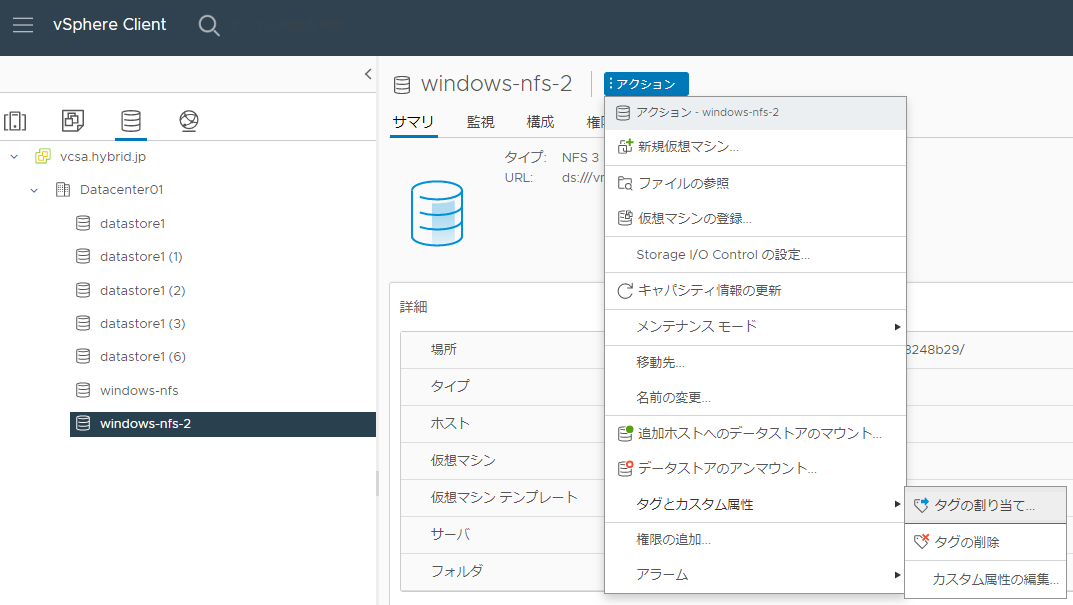 vSphere Client
windows-nfs-2
アクション
サマリ 監視 構成
タイプ: NFS 3
URL:
vcsa.hybrid.jp
Datacenter01
datastore1
datastore1 (1)
datastore1 (2)
datastore1 (3)
datastore1 (6)
windows-nfs
windows-nfs-2
詳細
場所
3248b29/
タイプ
ホスト
仮想マシン
仮想マシン テンプレート
サーバ
フォルダ
アクション - windows-nfs-2
新規仮想マシン...
ファイルの参照
仮想マシンの登録...
Storage I/O Control の設定...
キャパシティ情報の更新
メンテナンス モード
移動先...
名前の変更...
追加ホストへのデータストアのマウント...
データストアのアンマウント...
タグとカスタム属性
権限の追加...
アラーム
タグの割り当て...
タグの削除
カスタム属性の編集...